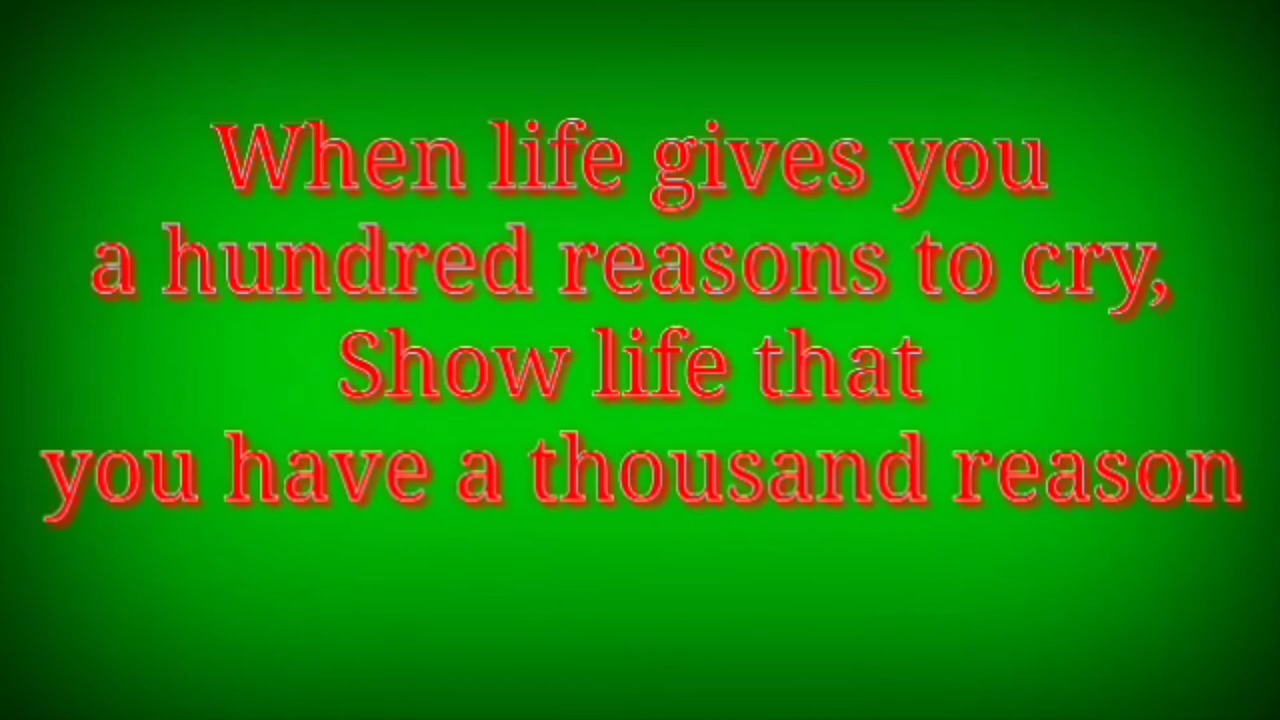 When life gives you
a hundred reasons to cry,
Show life that
you have a thousand reason